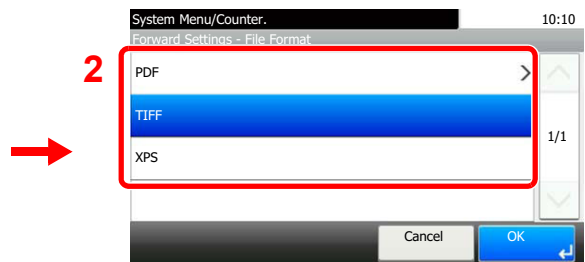 System Menu/Counter. 10:10
Forward Settings - File Format
2
PDF
TIFF
1/1
XPS
Cancel OK